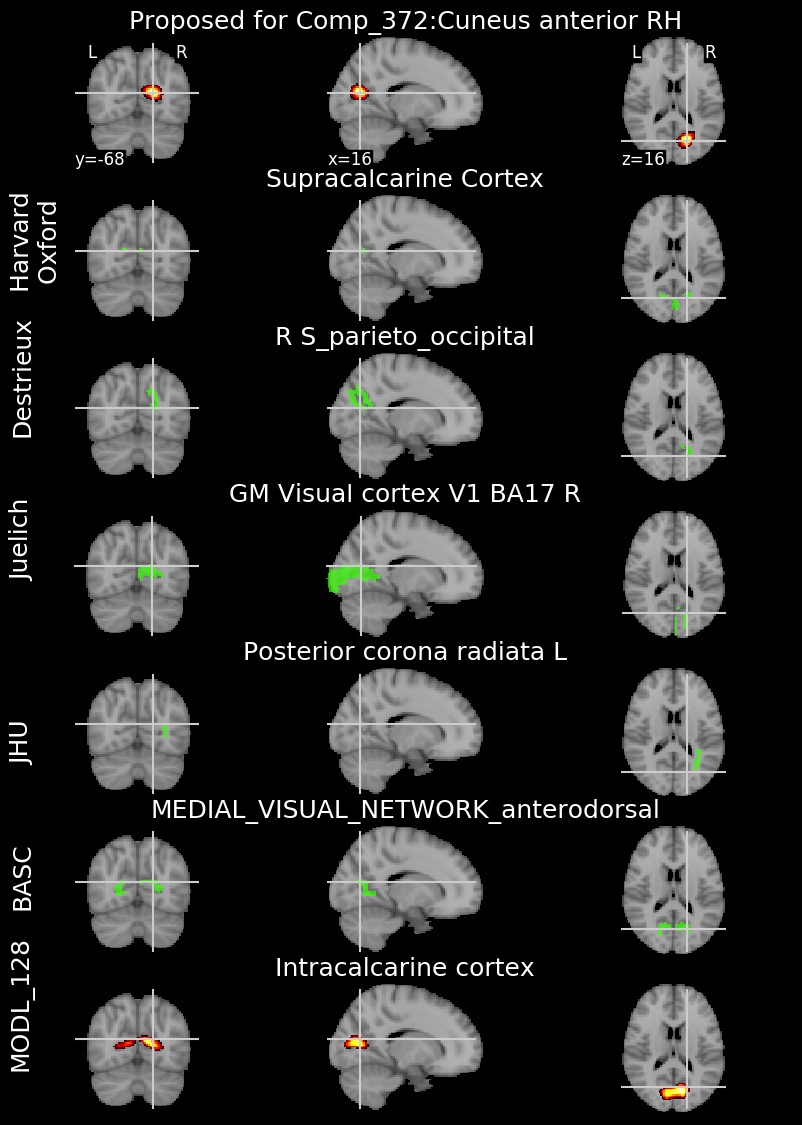 Proposed for Comp_372:Cuneus anterior RH
L R L R
y=-68 x=16 z=16
Supracalcarine Cortex
Harvard
Oxford
R S_parieto_occipital
Destrieux
GM Visual cortex V1 BA17 R
Juelich
Posterior corona radiata L
JHU
MEDIAL_VISUAL_NETWORK_anterodorsal
BASC
Intracalcarine cortex
MODL_128